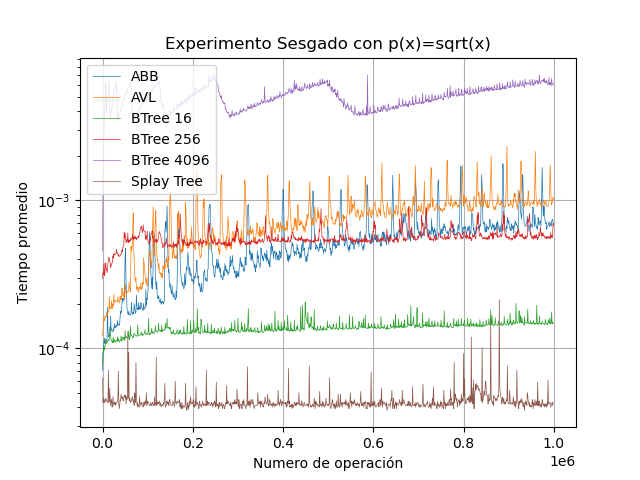 Experimento Sesgado con p(x)=sqrt(x)
ABB
AVL
BTree 16
BTree 256
BTree 4096
Splay Tree
Tiempo promedio
10⁻³
10⁻⁴
0.0 0.2 0.4 0.6 0.8 1.0
1e6
Numero de operación